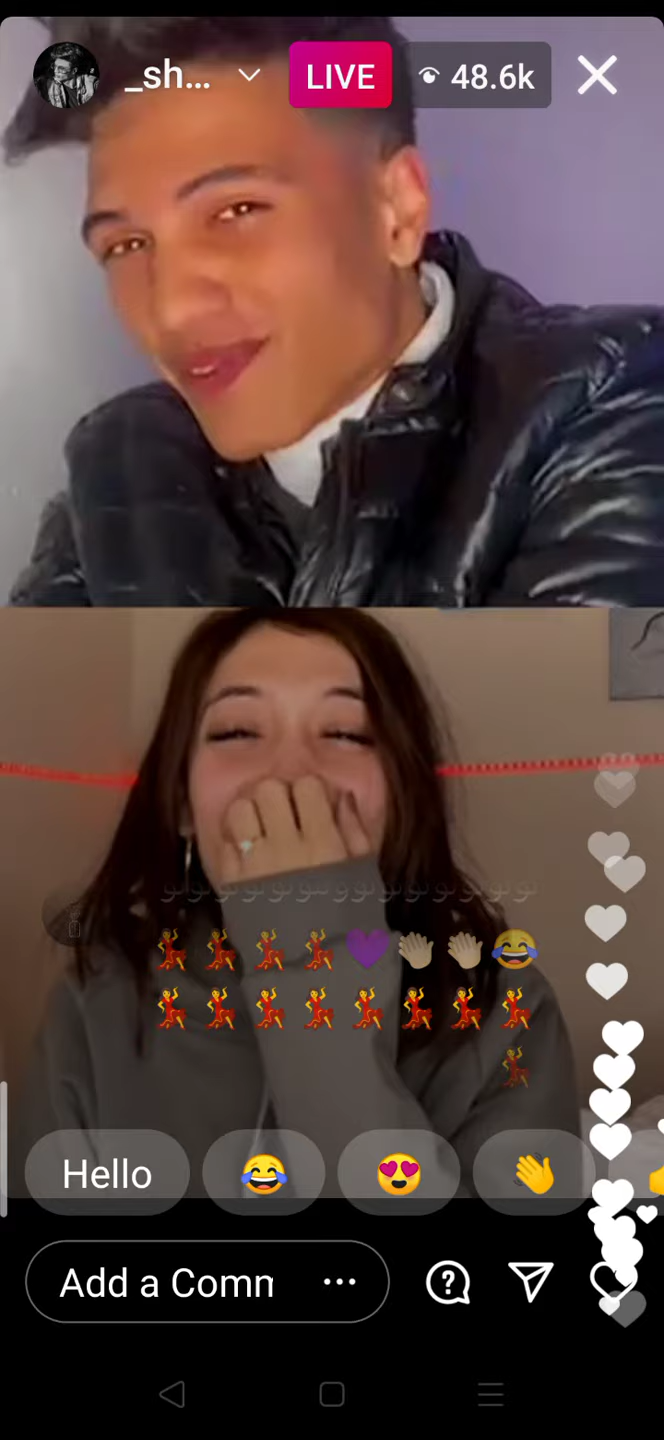 _sh...
LIVE
48.6k
💃💃💃💃💜👏🏼👏🏼😂
💃💃💃💃💃💃💃💃
💃
Hello
😂
😍
👋
Add a Comn